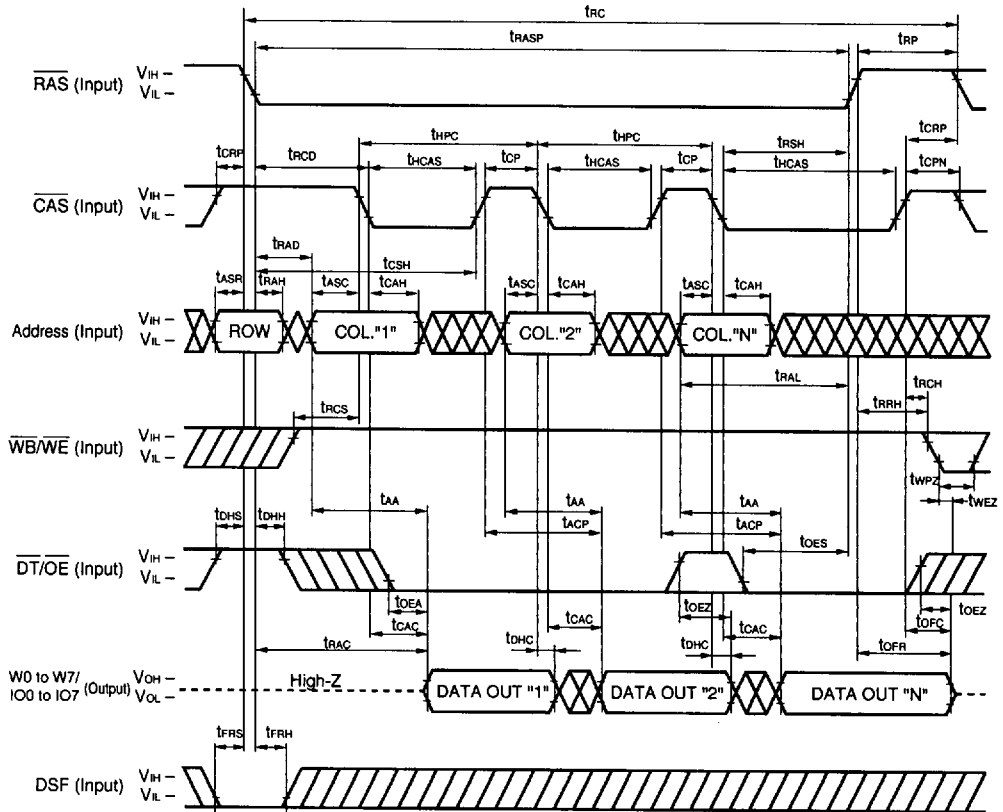 tRC
tRASP tRP
RAS (Input) VIH – VIL –
tHPC tHPC tCRP
tCRP tRCD tHCAS tCP tHCAS tCP tRSH tHCAS tCPN
CAS (Input) VIH – VIL –
tRAD
tCSH
tASR tRAH tASC tCAH tASC tCAH tASC tCAH
Address (Input) VIH – VIL – ROW COL."1" COL."2" COL."N"
tRAL tRCH
tRCS tRRH
WB/WE (Input) VIH – VIL –
tWPZ
tAA tAA tAA tWEZ
tDHS tDHH tACP tACP
tOES
DT/OE (Input) VIH – VIL –
tOEA tOEZ tOEZ
tCAC tCAC tCAC tOFC
tRAC tDHC tDHC tOFR
W0 to W7/ IO0 to IO7 (Output) VOH – VOL – High-Z DATA OUT "1" DATA OUT "2" DATA OUT "N"
tFRS tFRH
DSF (Input) VIH – VIL –